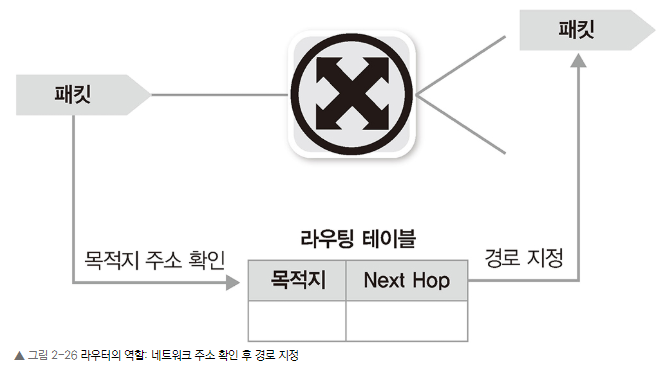 패킷
패킷
라우팅 테이블
목적지 주소 확인
경로 지정
목적지
Next Hop
▲ 그림 2-26 라우터의 역할: 네트워크 주소 확인 후 경로 지정